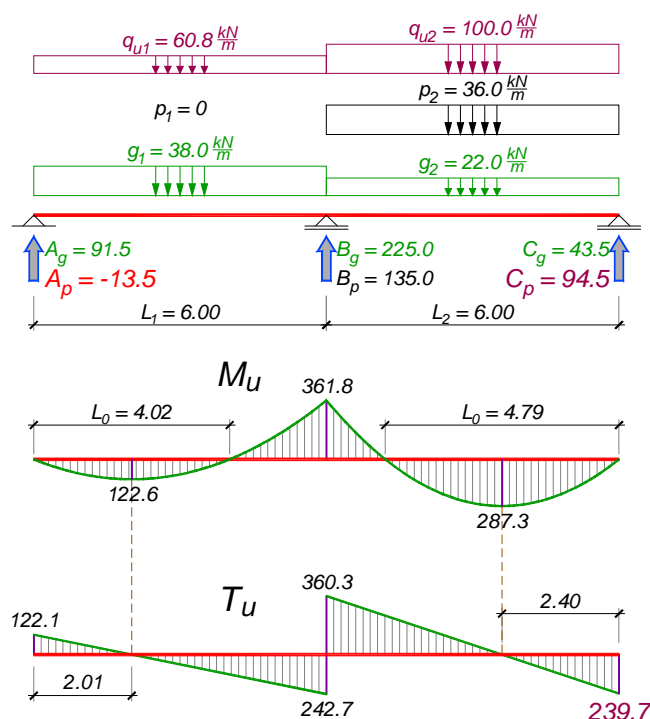 q_u1 = 60.8 kN/m
q_u2 = 100.0 kN/m
p_1 = 0
p_2 = 36.0 kN/m
g_1 = 38.0 kN/m
g_2 = 22.0 kN/m
A_g = 91.5
B_g = 225.0
C_g = 43.5
A_p = -13.5
B_p = 135.0
C_p = 94.5
L_1 = 6.00
L_2 = 6.00
M_u
361.8
L_0 = 4.02
L_0 = 4.79
122.6
287.3
T_u
360.3
122.1
2.40
2.01
242.7
239.7